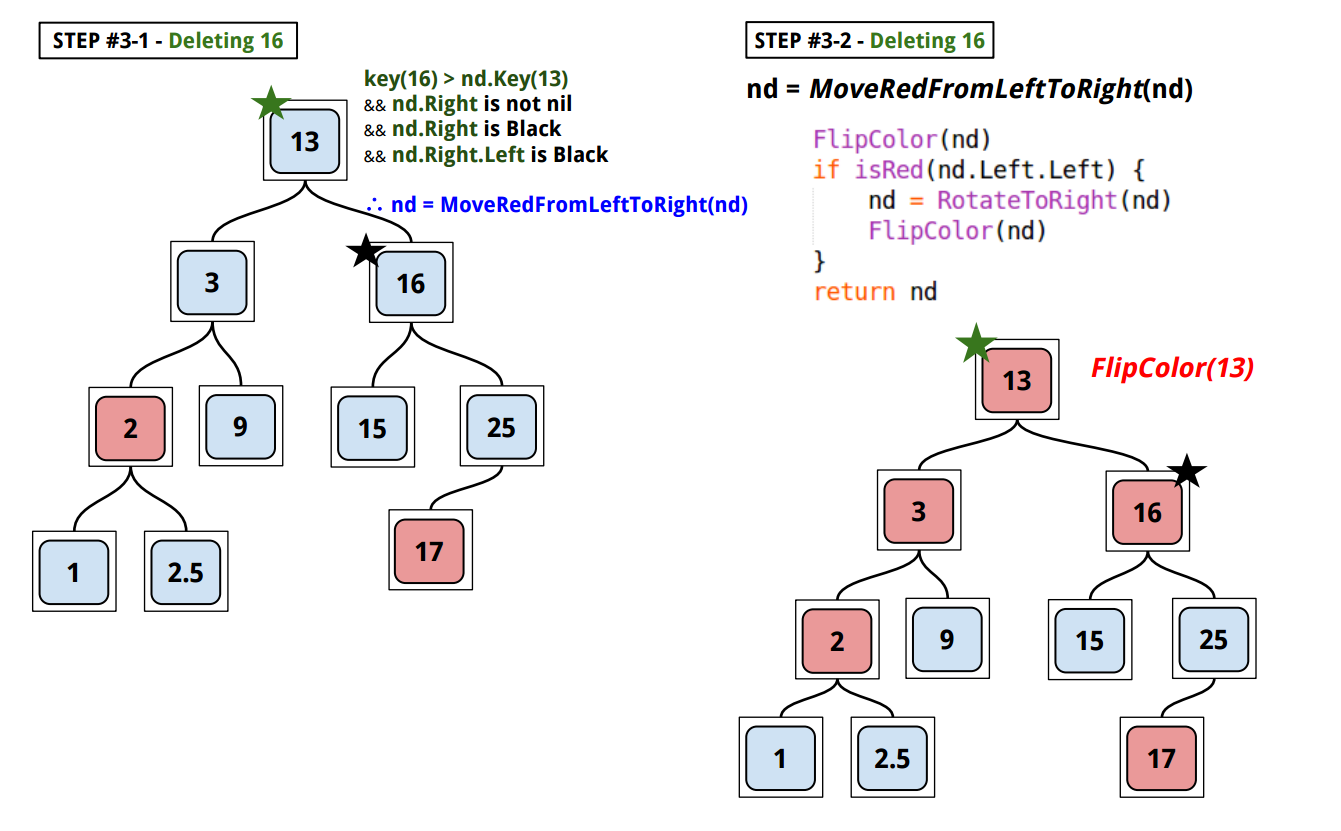 STEP #3-1 - Deleting 16
key(16) > nd.Key(13)
&& nd.Right is not nil
&& nd.Right is Black
&& nd.Right.Left is Black
∴ nd = MoveRedFromLeftToRight(nd)
13
3
16
2
9
15
25
17
1
2.5
STEP #3-2 - Deleting 16
nd = MoveRedFromLeftToRight(nd)
FlipColor(nd)
if isRed(nd.Left.Left) {
nd = RotateToRight(nd)
FlipColor(nd)
}
return nd
FlipColor(13)
13
3
16
2
9
15
25
1
2.5
17